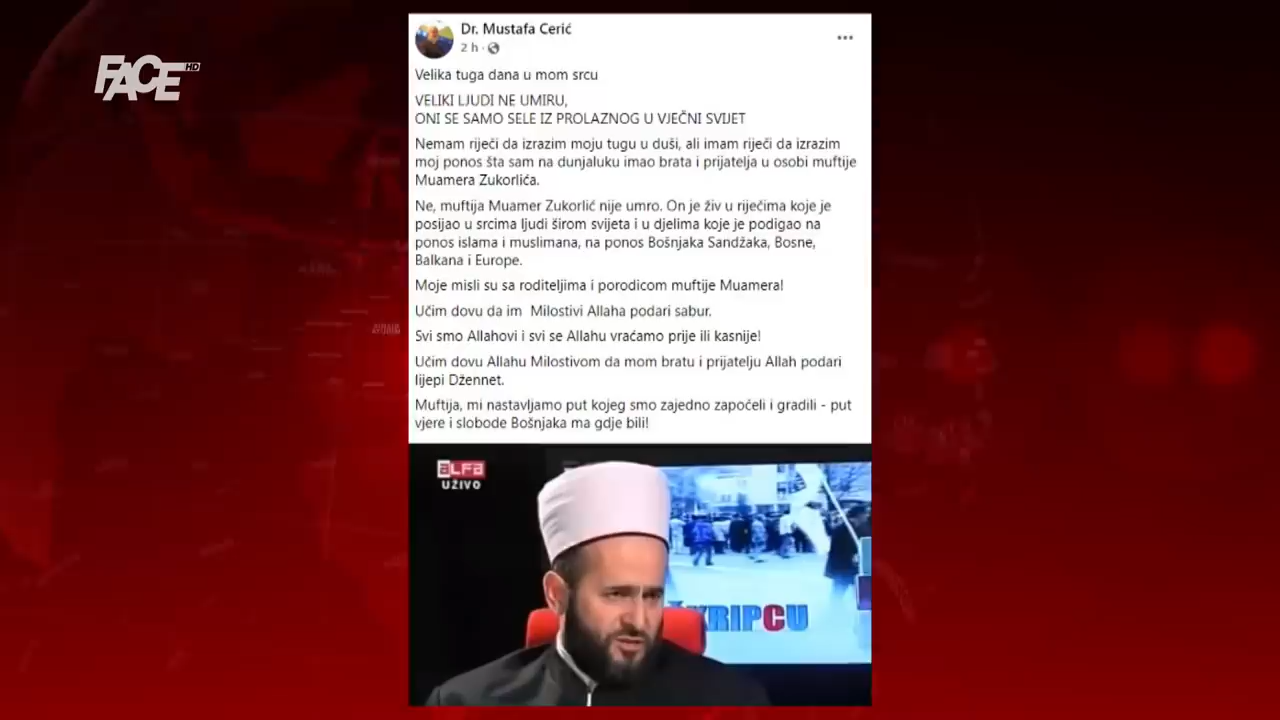 FACE HD
Dr. Mustafa Cerić
2 h ·
Velika tuga dana u mom srcu
VELIKI LJUDI NE UMIRU,
ONI SE SAMO SELE IZ PROLAZNOG U VJEČNI SVIJET
Nemam riječi da izrazim moju tugu u duši, ali imam riječi da izrazim
moj ponos šta sam na dunjaluku imao brata i prijatelja u osobi muftije
Muamera Zukorlića.
Ne, muftija Muamer Zukorlić nije umro. On je živ u riječima koje je
posijao u srcima ljudi širom svijeta i u djelima koje je podigao na
ponos islama i muslimana, na ponos Bošnjaka Sandžaka, Bosne,
Balkana i Europe.
Moje misli su sa roditeljima i porodicom muftije Muamera!
Učim dovu da im Milostivi Allaha podari sabur.
Svi smo Allahovi i svi se Allahu vraćamo prije ili kasnije!
Učim dovu Allahu Milostivom da mom bratu i prijatelju Allah podari
lijepi Džennet.
Muftija, mi nastavljamo put kojeg smo zajedno započeli i gradili - put
vjere i slobode Bošnjaka ma gdje bili!
ALFA
UŽIVO
ŠKRIPCU